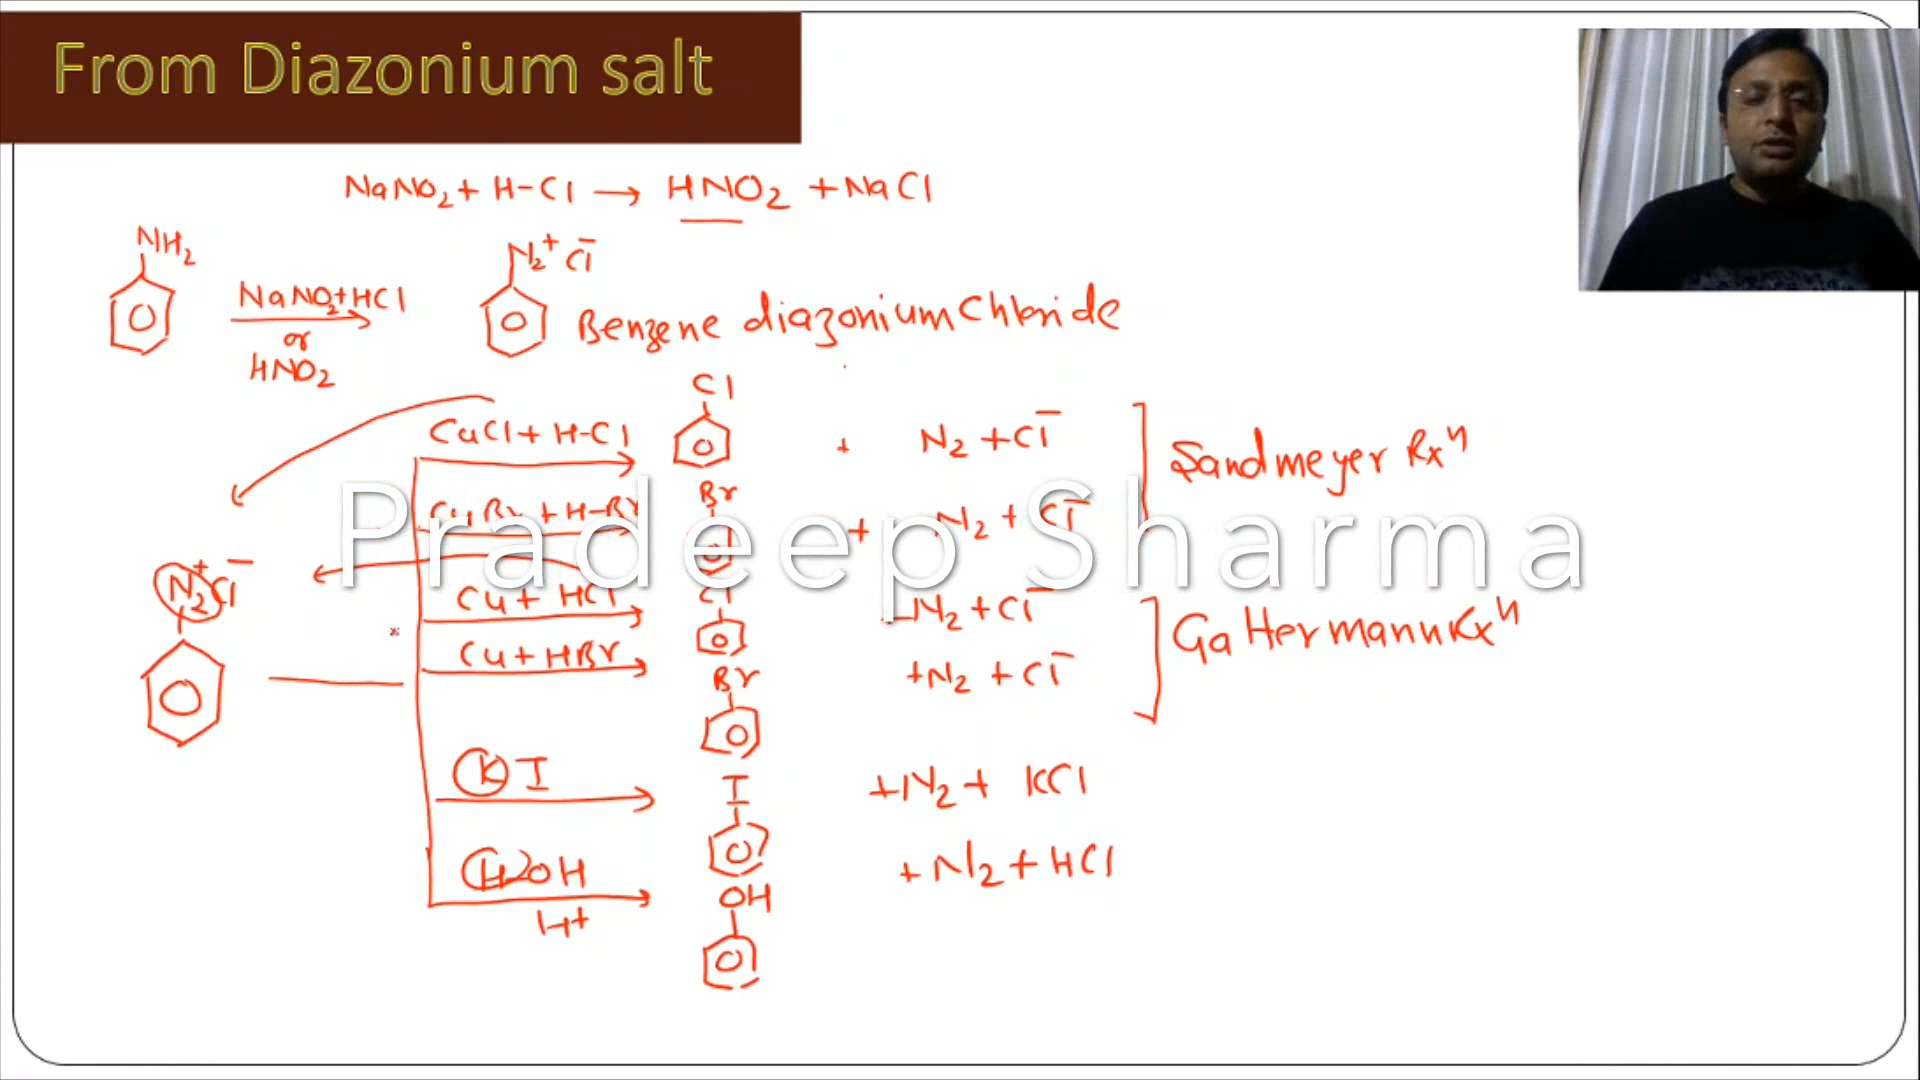 From Diazonium salt
NaNO2 + H-Cl → HNO2 + NaCl
NH2
NaNO2+HCl
or
HNO2
N2+ Cl-
Benzene diazonium Chloride
CuCl + H-Cl
Cl
+ N2 + Cl-
Sandmeyer Rxn
CuBr + H-Br
Br
+ N2 + Cl-
Pradeep Sharma
N2+ Cl-
Cu + HCl
Cl
+N2 + Cl-
Gattermann Rxn
Cu + HBr
Br
+N2 + Cl-
KI
I
+N2 + KCl
H2OH
H+
OH
+N2 + HCl